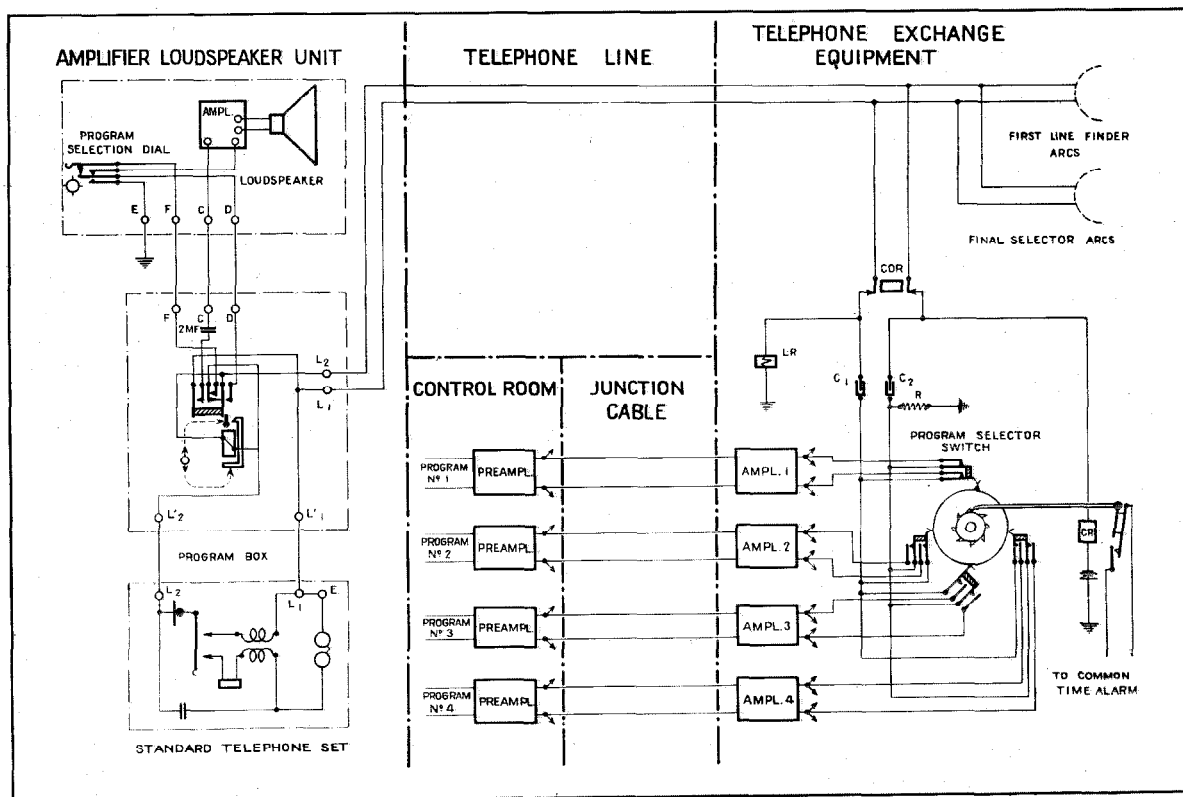 AMPLIFIER LOUDSPEAKER UNIT
TELEPHONE LINE
TELEPHONE EXCHANGE
EQUIPMENT
AMPL.
PROGRAM
SELECTION DIAL
LOUDSPEAKER
E
F
C
D
FIRST LINE FINDER
ARCS
FINAL SELECTOR ARCS
COR
F
C
D
2MF
L2
L1
LR
C1
C2
R
CONTROL ROOM
JUNCTION
CABLE
PROGRAM SELECTOR
SWITCH
PROGRAM
Nº 1
PREAMPL.
AMPL. 1
L'2
L'1
PROGRAM BOX
PROGRAM
Nº 2
PREAMPL.
AMPL. 2
CR
L2
L1
E
PROGRAM
Nº 3
PREAMPL.
AMPL. 3
TO COMMON
TIME ALARM
PROGRAM
Nº 4
PREAMPL.
AMPL. 4
STANDARD TELEPHONE SET